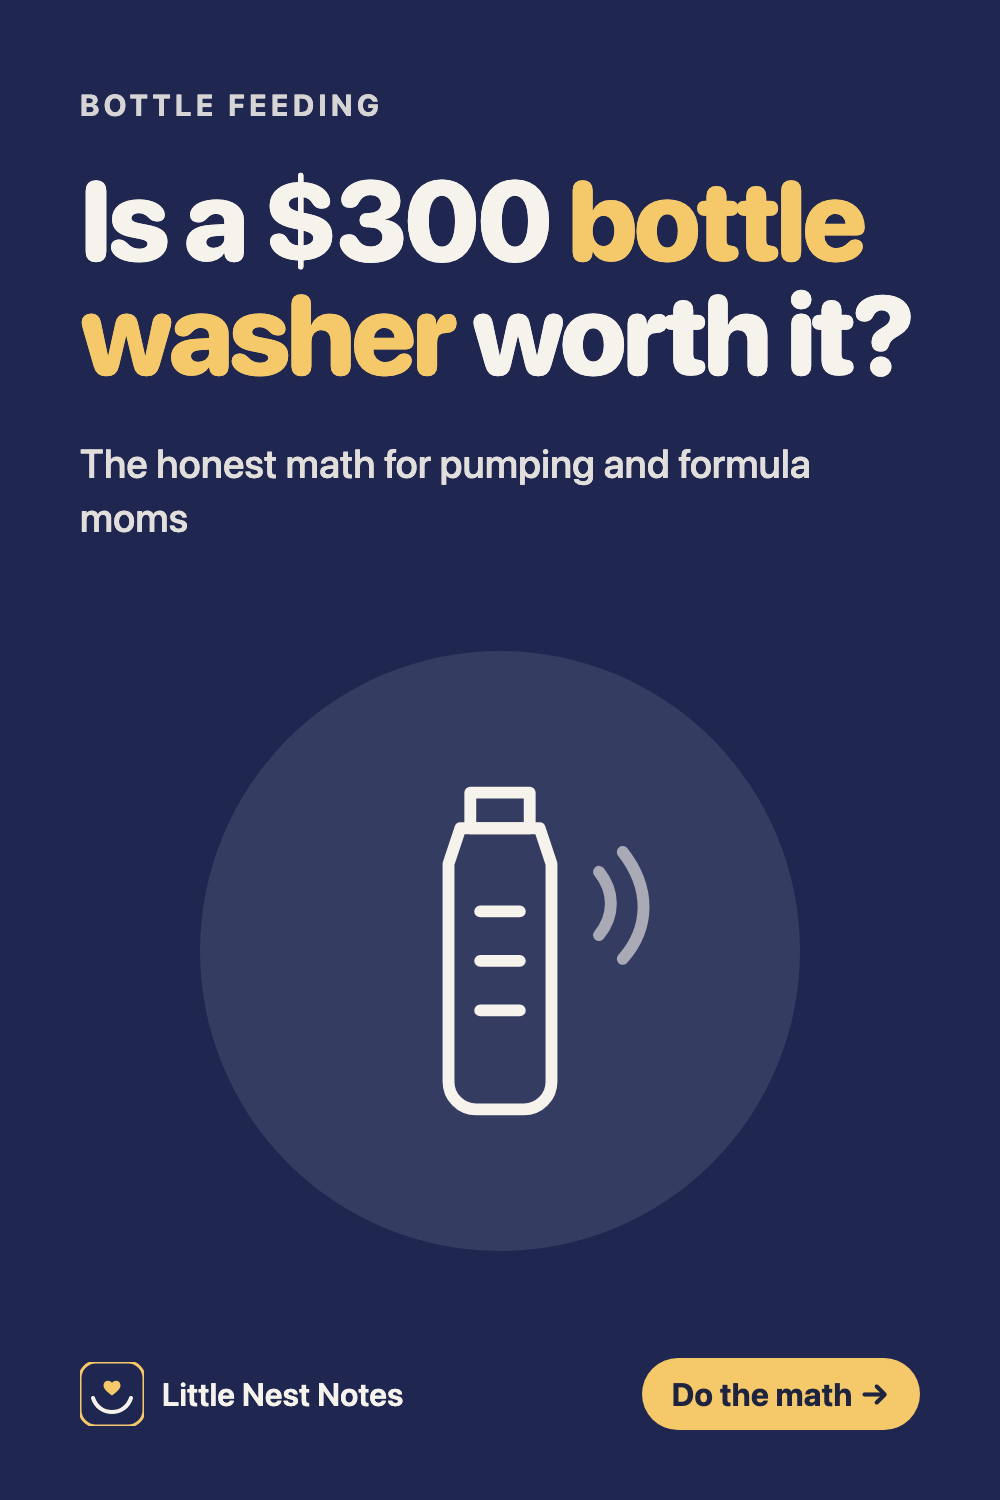 BOTTLE FEEDING
Is a $300 bottle
washer worth it?
The honest math for pumping and formula
moms
Little Nest Notes
Do the math →